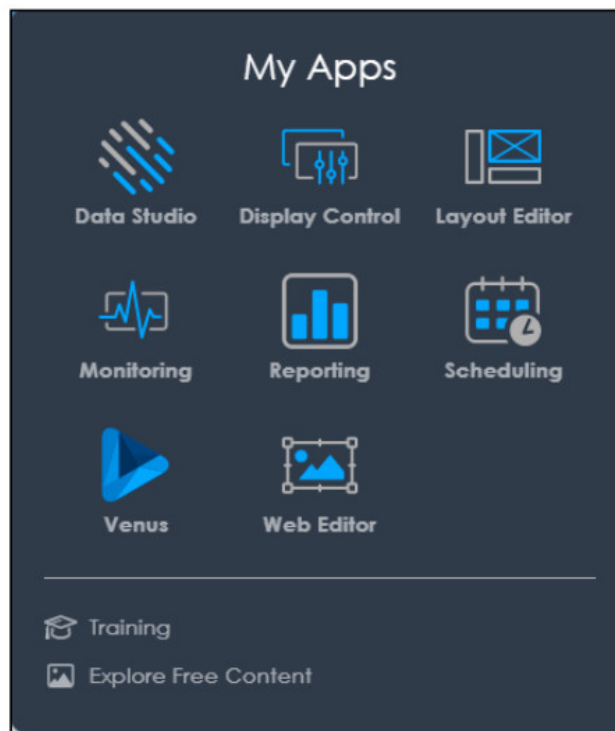 My Apps
Data Studio Display Control Layout Editor
Monitoring Reporting Scheduling
Venus Web Editor
Training
Explore Free Content